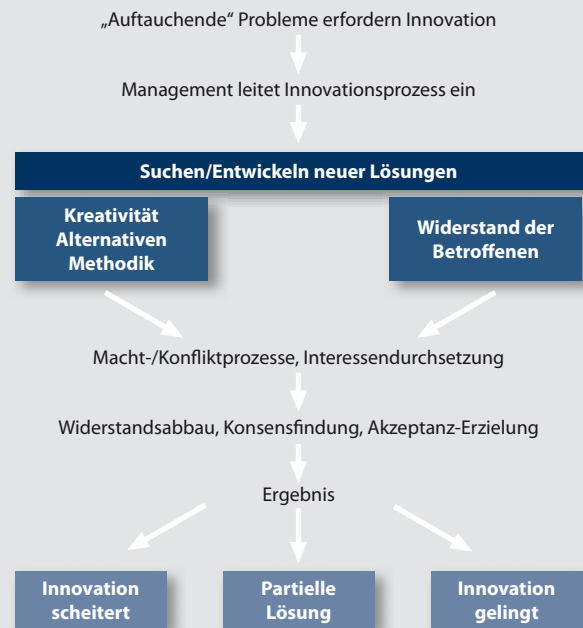 „Auftauchende“ Probleme erfordern Innovation
Management leitet Innovationsprozess ein
Suchen/Entwickeln neuer Lösungen
Kreativität
Alternativen
Methodik
Widerstand der
Betroffenen
Macht-/Konfliktprozesse, Interessendurchsetzung
Widerstandsabbau, Konsensfindung, Akzeptanz-Erzielung
Ergebnis
Innovation
scheitert
Partielle
Lösung
Innovation
gelingt